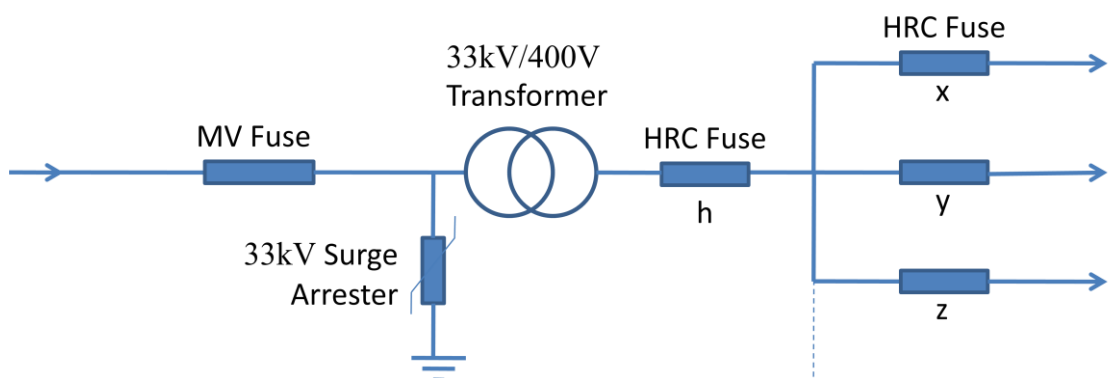 HRC Fuse
x
33kV/400V
Transformer
MV Fuse
HRC Fuse
h
y
33kV Surge
Arrester
z